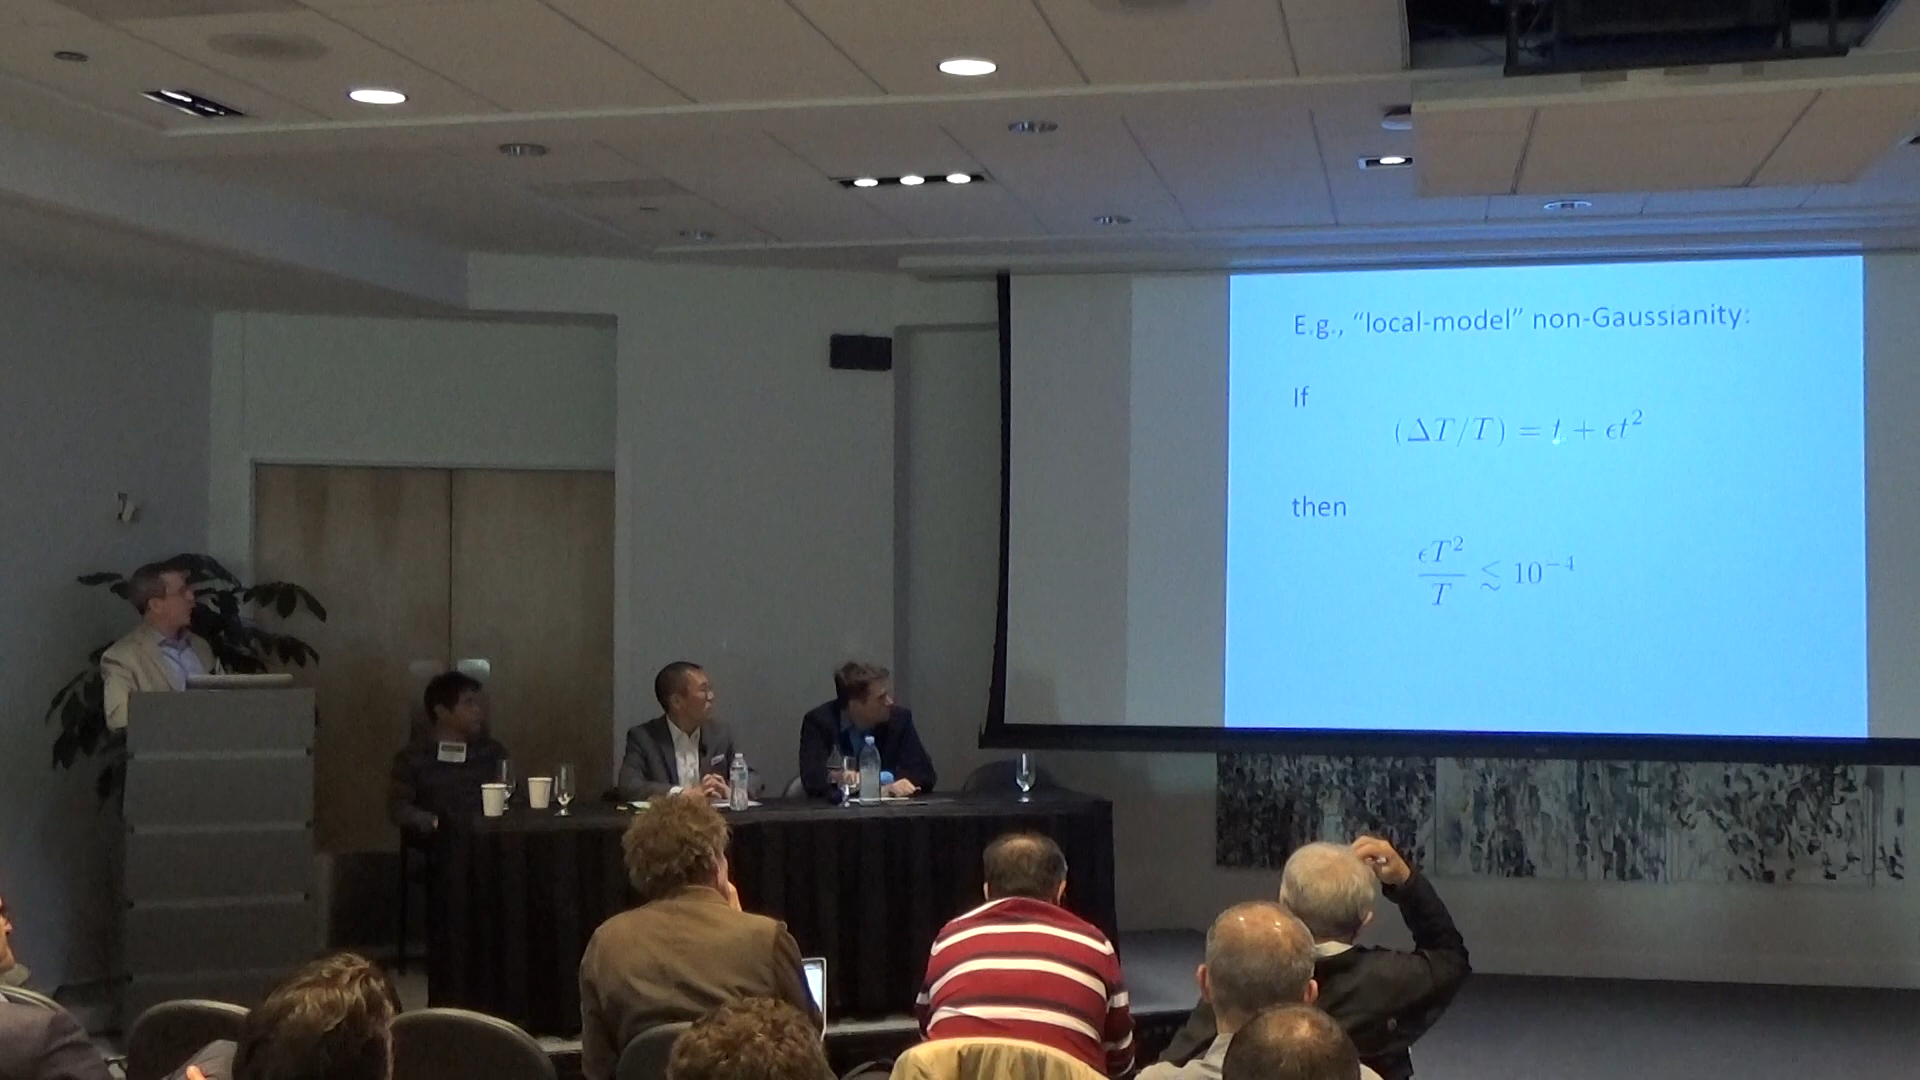 E.g., “local-model” non-Gaussianity:
If
(ΔT/T) = t + ϵt²
then
ϵT²
T
≲ 10⁻⁴